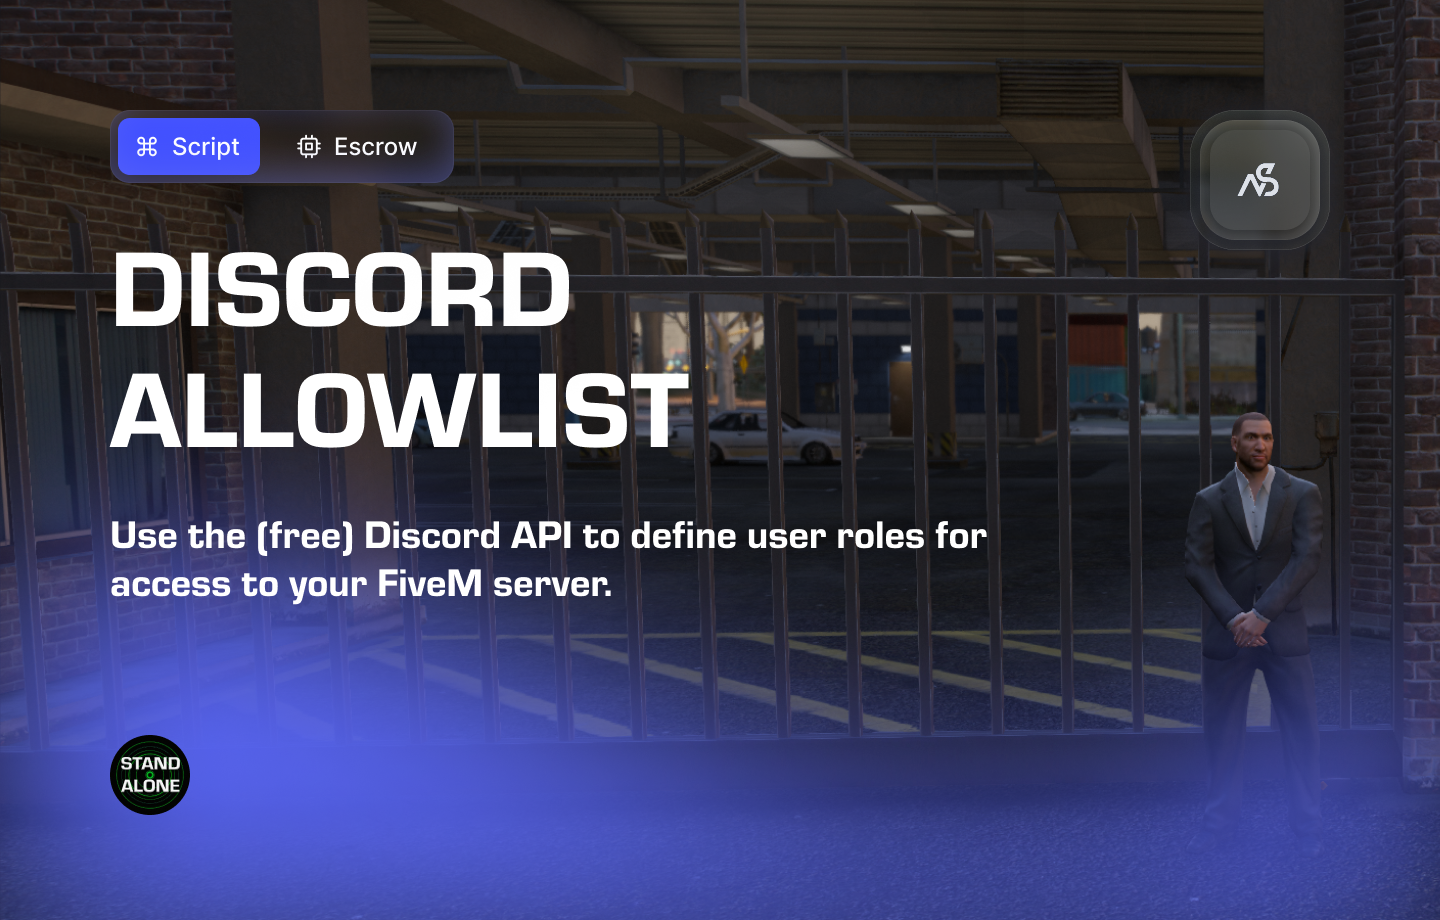 Script
Escrow
DISCORD
ALLOWLIST
Use the (free) Discord API to define user roles for
access to your FiveM server.
STAND
ALONE